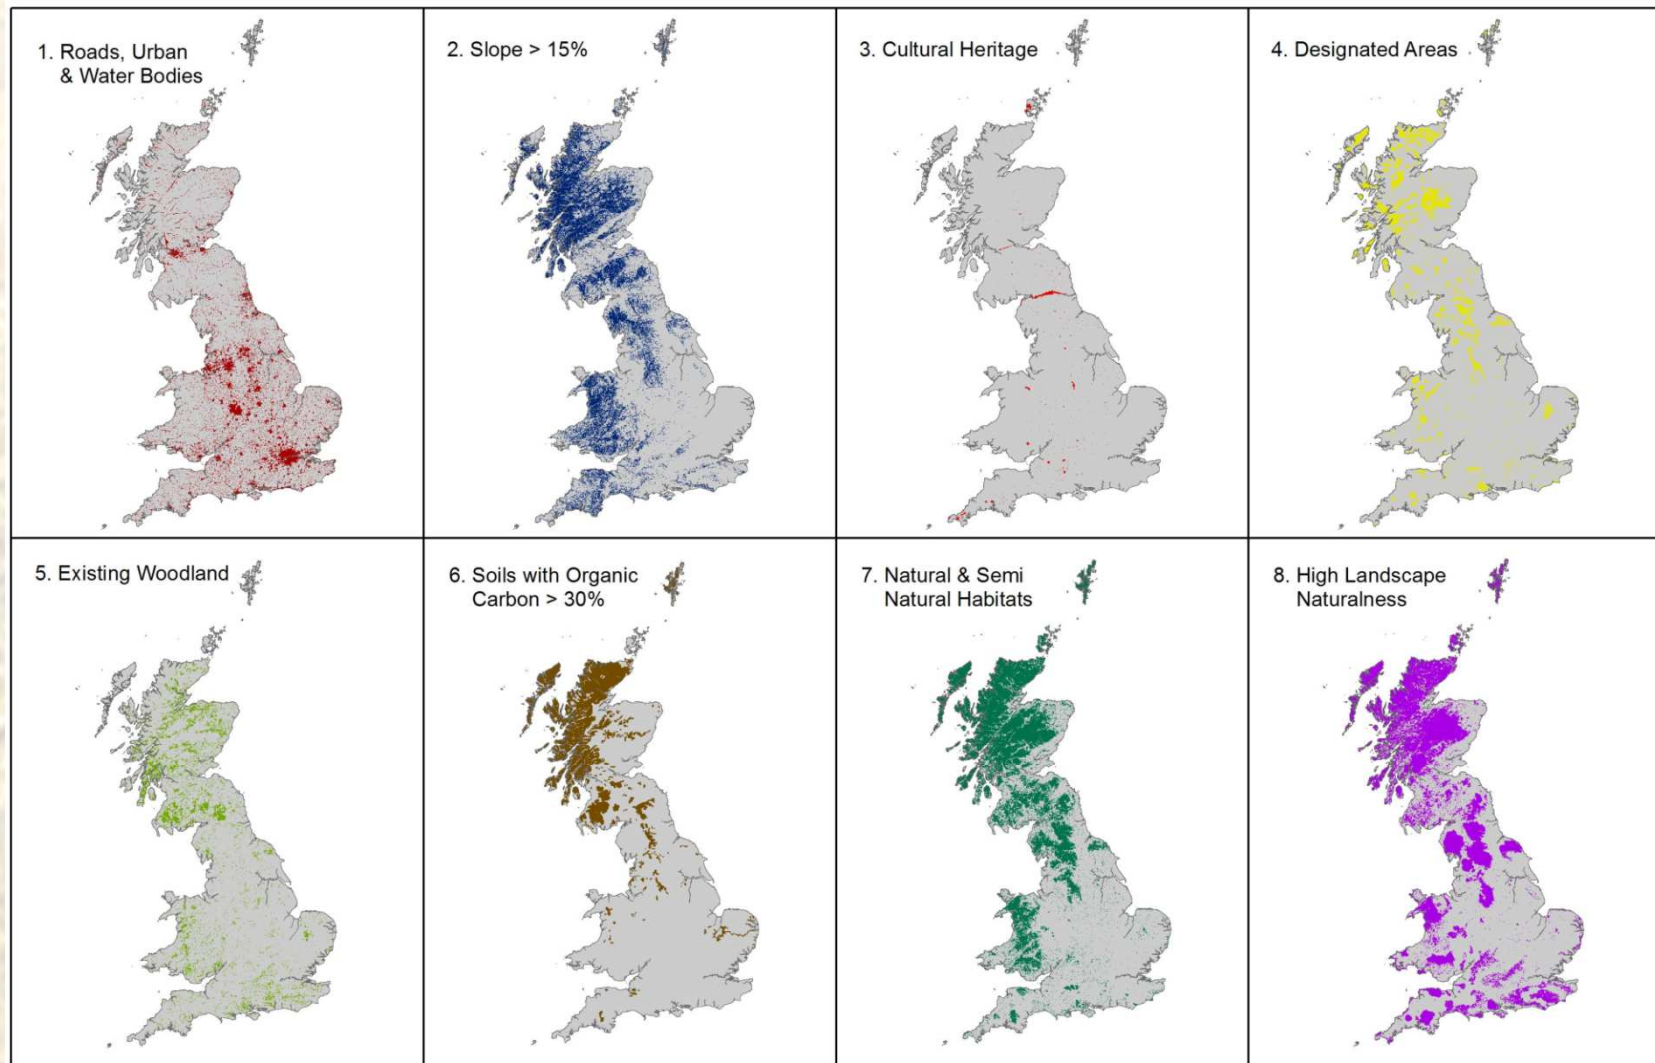 1. Roads, Urban
& Water Bodies
2. Slope > 15%
3. Cultural Heritage
4. Designated Areas
5. Existing Woodland
6. Soils with Organic
Carbon > 30%
7. Natural & Semi
Natural Habitats
8. High Landscape
Naturalness